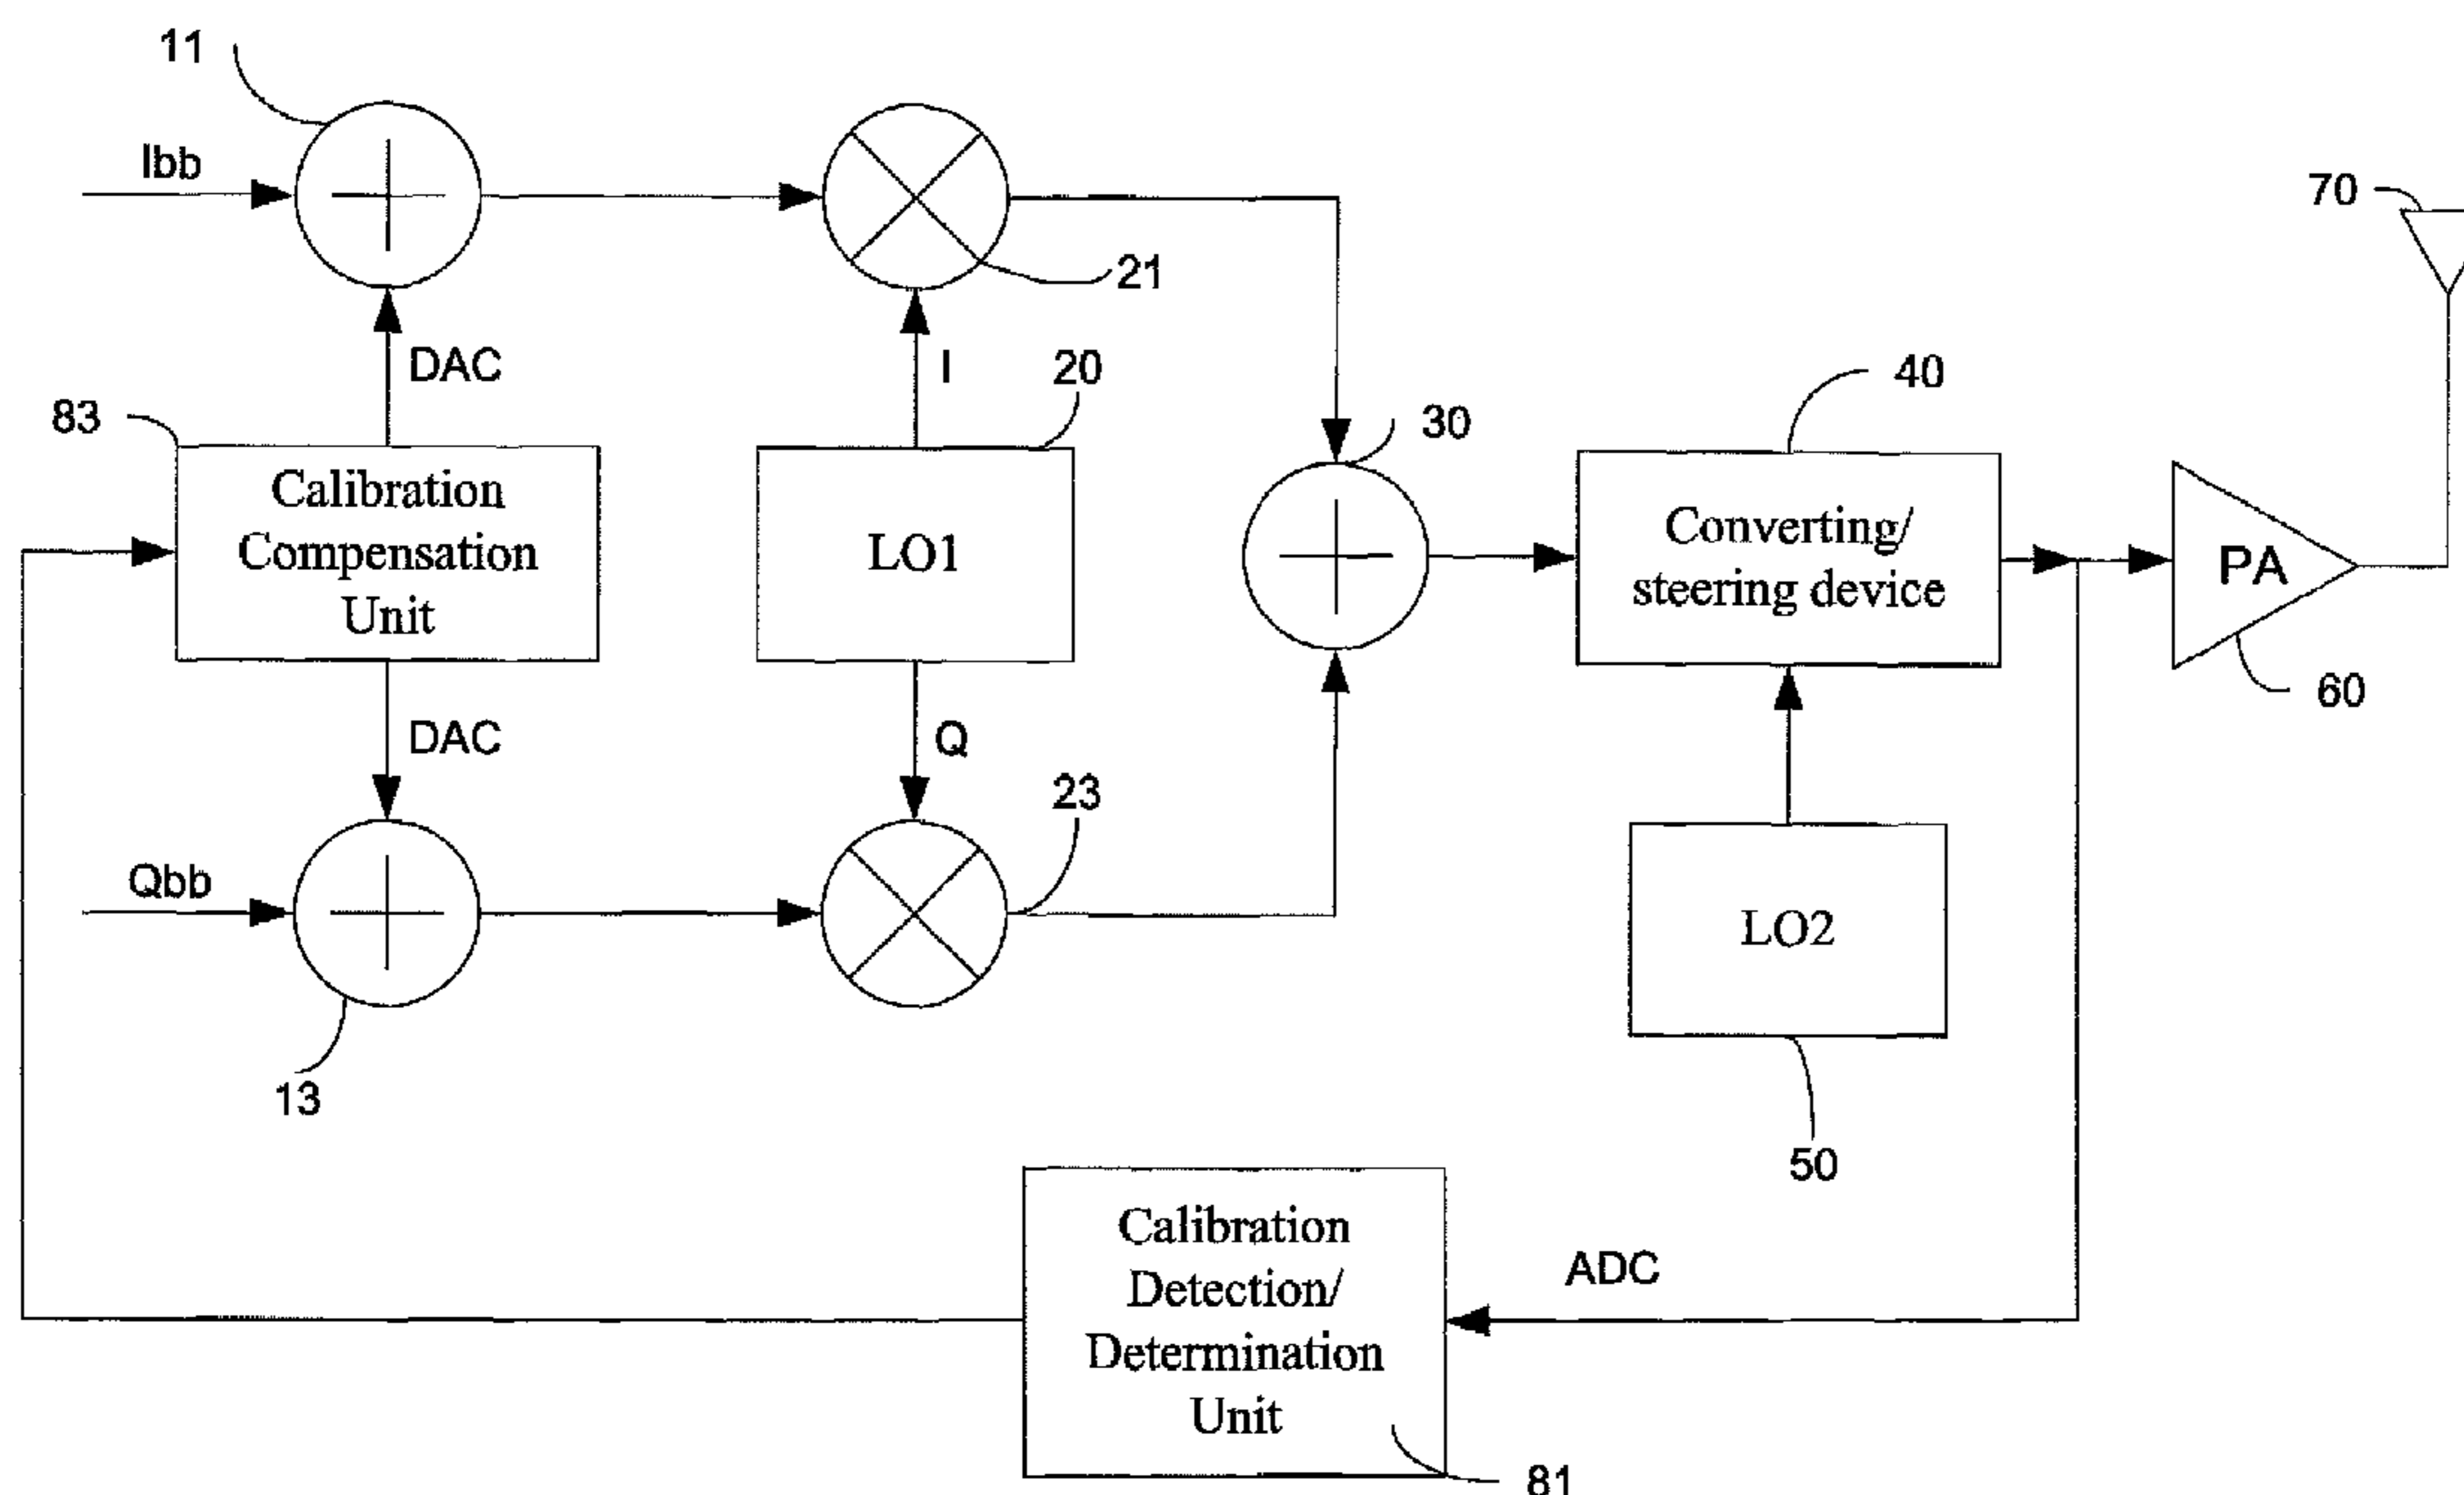 11
Ibb
70
21
DAC
I
20
83
40
30
Calibration
Compensation
Unit
LO1
Converting/
steering device
PA
60
DAC
Q
23
Qbb
LO2
13
50
Calibration
Detection/
Determination
Unit
ADC
81